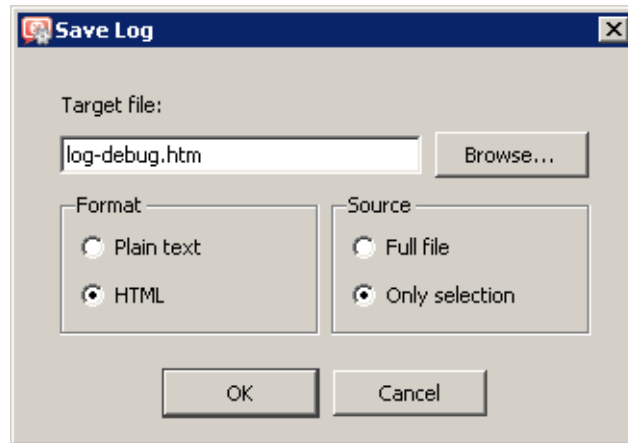 Save Log
Target file:
log-debug.htm
Browse...
Format
Plain text
HTML
Source
Full file
Only selection
OK
Cancel